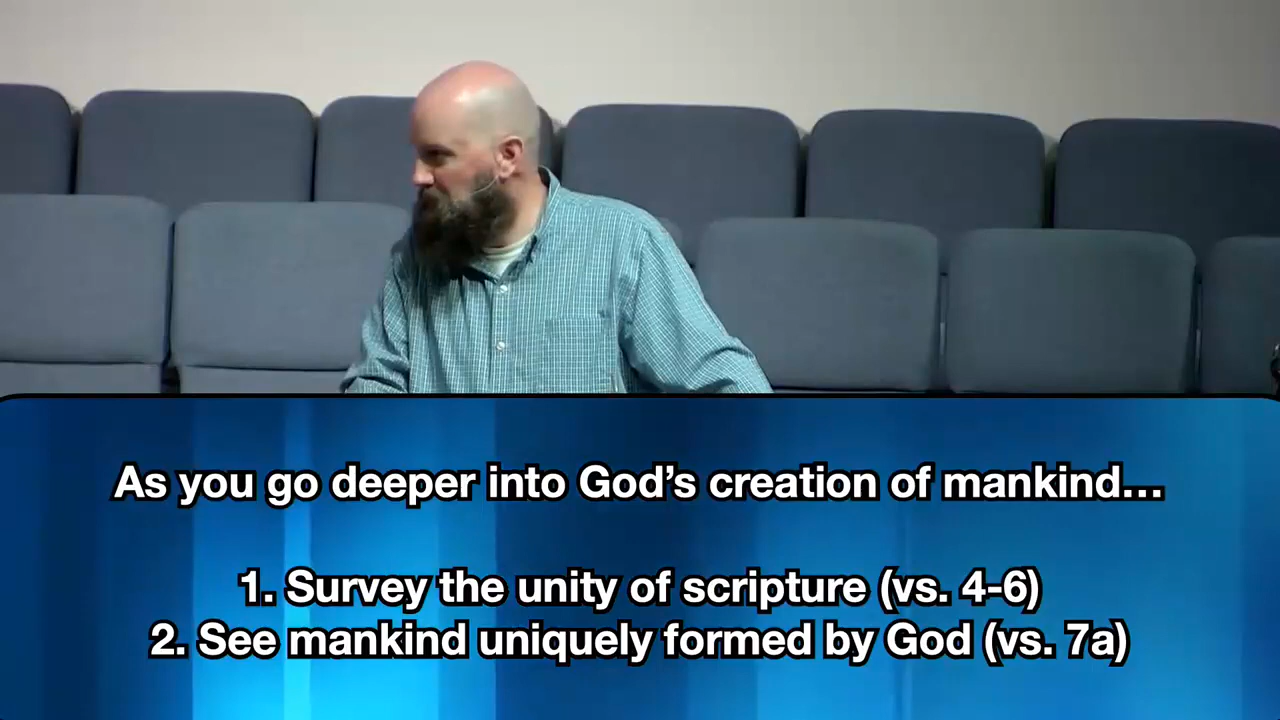 As you go deeper into God’s creation of mankind...
1. Survey the unity of scripture (vs. 4-6)
2. See mankind uniquely formed by God (vs. 7a)